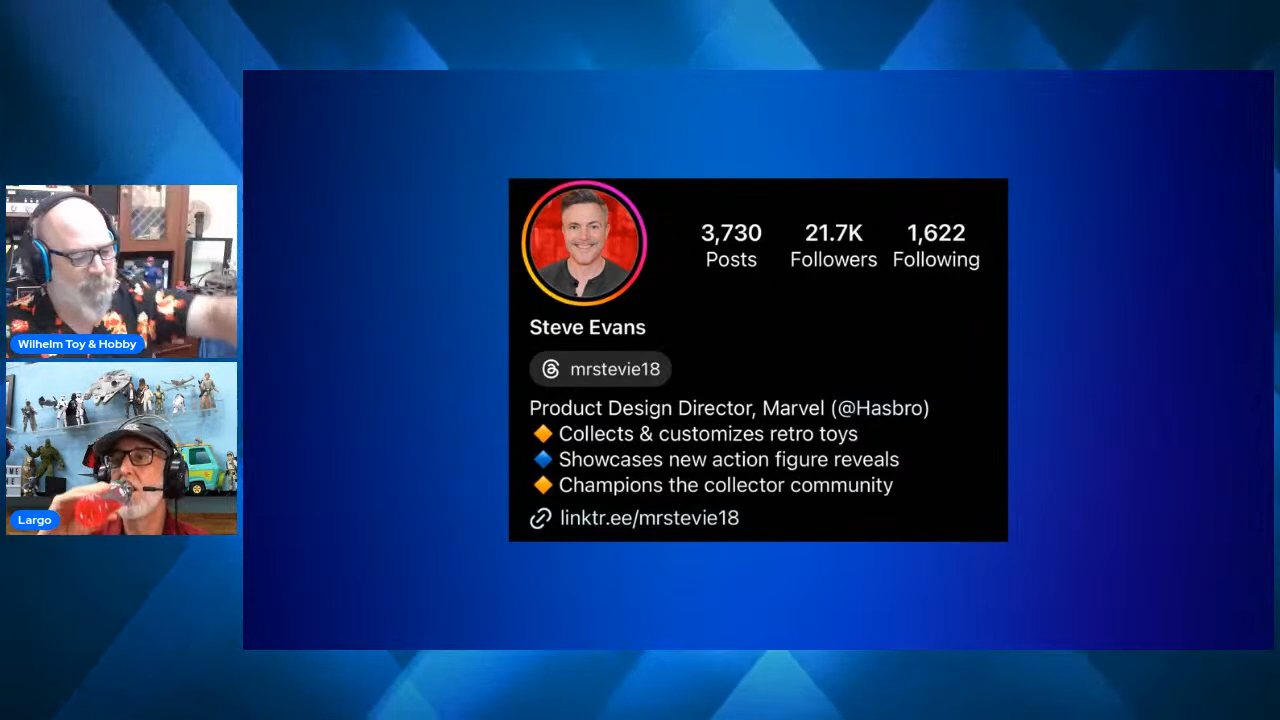 3,730
Posts
21.7K
Followers
1,622
Following
Steve Evans
mrstevie18
Product Design Director, Marvel (@Hasbro)
Collects & customizes retro toys
Showcases new action figure reveals
Champions the collector community
linktr.ee/mrstevie18
Wilhelm Toy & Hobby
Largo